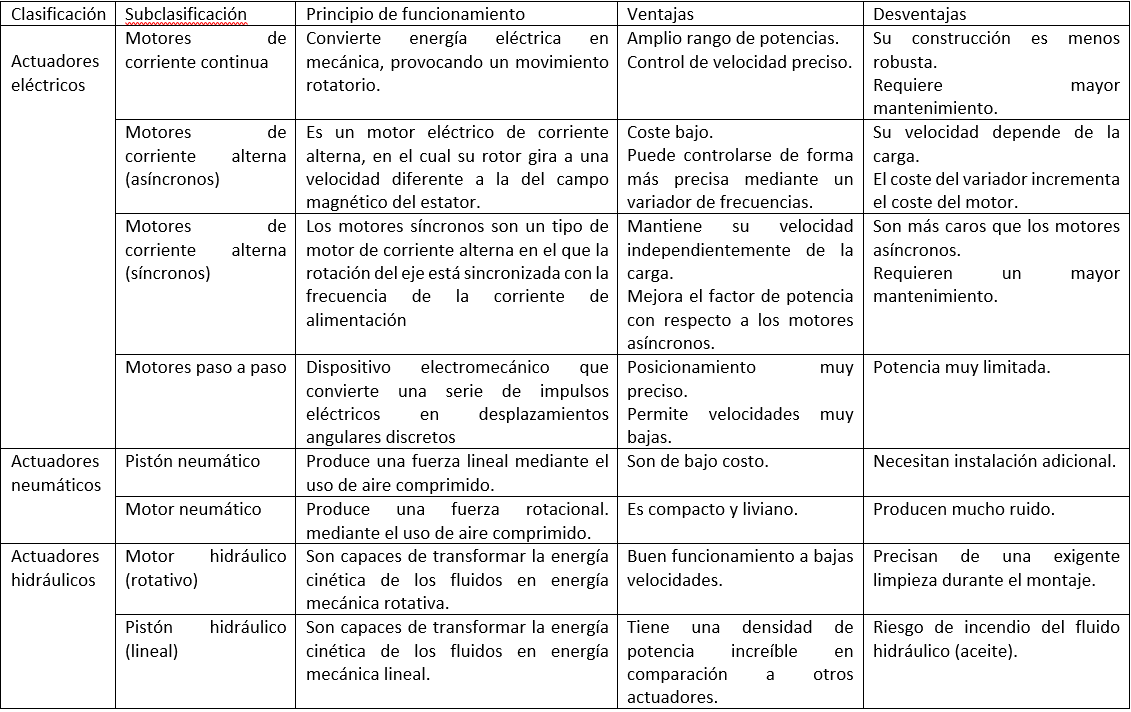 Clasificación
Subclasificación
Principio de funcionamiento
Ventajas
Desventajas
Actuadores
eléctricos
Motores de
corriente continua
Convierte energía eléctrica en
mecánica, provocando un movimiento
rotatorio.
Amplio rango de potencias.
Control de velocidad preciso.
Su construcción es menos
robusta.
Requiere mayor
mantenimiento.
Motores de
corriente alterna
(asíncronos)
Es un motor eléctrico de corriente
alterna, en el cual su rotor gira a una
velocidad diferente a la del campo
magnético del estator.
Coste bajo.
Puede controlarse de forma
más precisa mediante un
variador de frecuencias.
Su velocidad depende de la
carga.
El coste del variador incrementa
el coste del motor.
Motores de
corriente alterna
(síncronos)
Los motores síncronos son un tipo de
motor de corriente alterna en el que la
rotación del eje está sincronizada con la
frecuencia de la corriente de
alimentación
Mantiene su velocidad
independientemente de la
carga.
Mejora el factor de potencia
con respecto a los motores
asíncronos.
Son más caros que los motores
asíncronos.
Requieren un mayor
mantenimiento.
Motores paso a paso
Dispositivo electromecánico que
convierte una serie de impulsos
eléctricos en desplazamientos
angulares discretos
Posicionamiento muy
preciso.
Permite velocidades muy
bajas.
Potencia muy limitada.
Actuadores
neumáticos
Pistón neumático
Produce una fuerza lineal mediante el
uso de aire comprimido.
Son de bajo costo.
Necesitan instalación adicional.
Motor neumático
Produce una fuerza rotacional.
mediante el uso de aire comprimido.
Es compacto y liviano.
Producen mucho ruido.
Actuadores
hidráulicos
Motor hidráulico
(rotativo)
Son capaces de transformar la energía
cinética de los fluidos en energía
mecánica rotativa.
Buen funcionamiento a bajas
velocidades.
Precisan de una exigente
limpieza durante el montaje.
Pistón hidráulico
(lineal)
Son capaces de transformar la energía
cinética de los fluidos en energía
mecánica lineal.
Tiene una densidad de
potencia increíble en
comparación a otros
actuadores.
Riesgo de incendio del fluido
hidráulico (aceite).